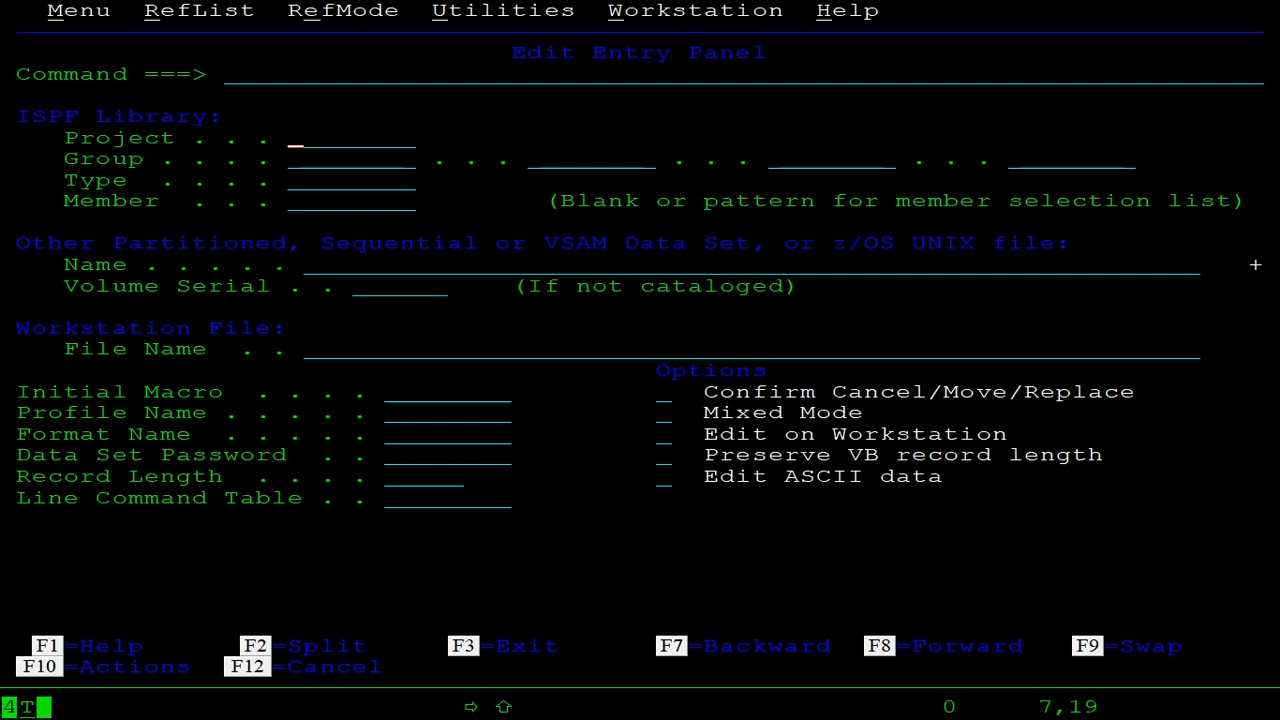 Menu RefList RefMode Utilities Workstation Help
Edit Entry Panel
Command ===>
ISPF Library:
Project . . .
Group . . . . . . . . . . . . .
Type . . . .
Member . . . (Blank or pattern for member selection list)
Other Partitioned, Sequential or VSAM Data Set, or z/OS UNIX file:
Name . . . . . +
Volume Serial . . (If not cataloged)
Workstation File:
File Name . .
Options
Initial Macro . . . . Confirm Cancel/Move/Replace
Profile Name . . . . . Mixed Mode
Format Name . . . . . Edit on Workstation
Data Set Password . . Preserve VB record length
Record Length . . . . Edit ASCII data
Line Command Table . .
F1=Help F2=Split F3=Exit F7=Backward F8=Forward F9=Swap
F10=Actions F12=Cancel
4T ⇨ ⇧ 0 7,19